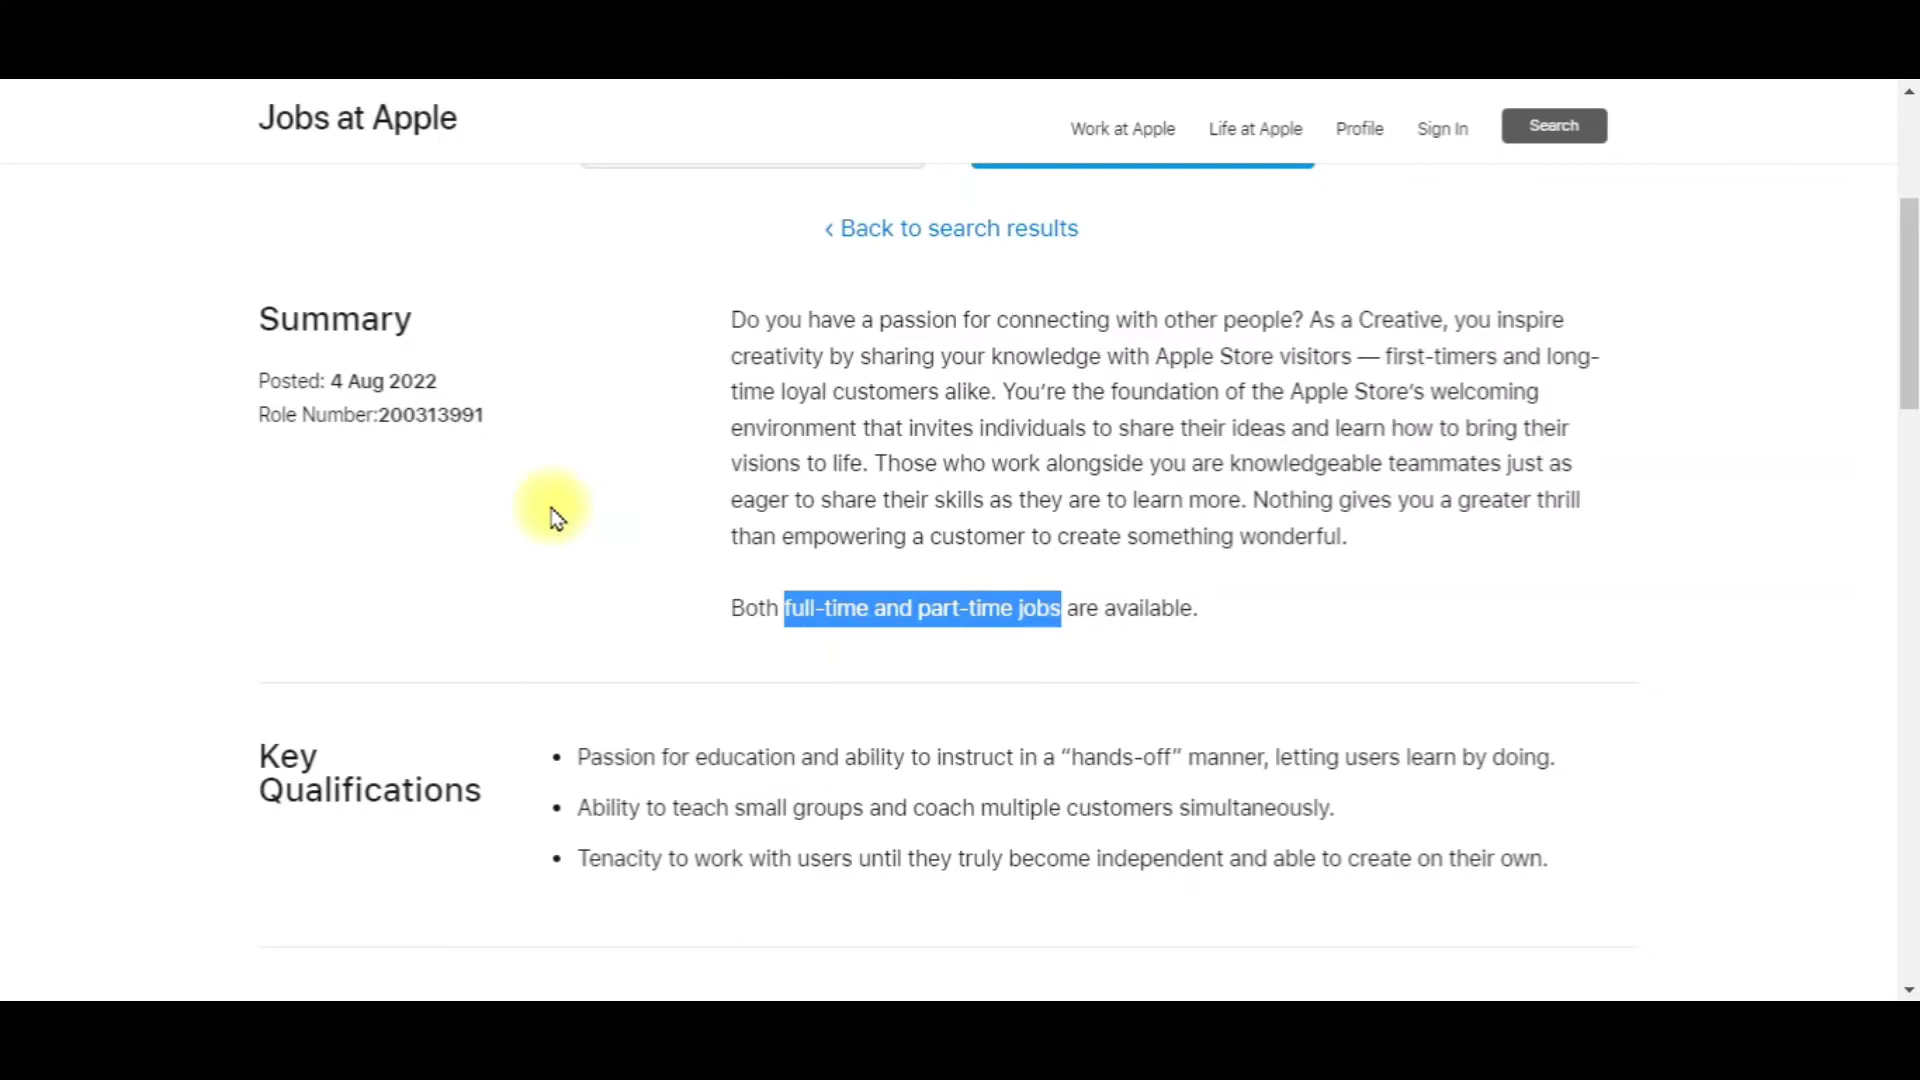 Jobs at Apple
Work at Apple Life at Apple Profile Sign In Search
‹ Back to search results
Summary
Posted: 4 Aug 2022
Role Number:200313991
Do you have a passion for connecting with other people? As a Creative, you inspire
creativity by sharing your knowledge with Apple Store visitors — first-timers and long-
time loyal customers alike. You’re the foundation of the Apple Store’s welcoming
environment that invites individuals to share their ideas and learn how to bring their
visions to life. Those who work alongside you are knowledgeable teammates just as
eager to share their skills as they are to learn more. Nothing gives you a greater thrill
than empowering a customer to create something wonderful.
Both full-time and part-time jobs are available.
Key
Qualifications
• Passion for education and ability to instruct in a “hands-off” manner, letting users learn by doing.
• Ability to teach small groups and coach multiple customers simultaneously.
• Tenacity to work with users until they truly become independent and able to create on their own.